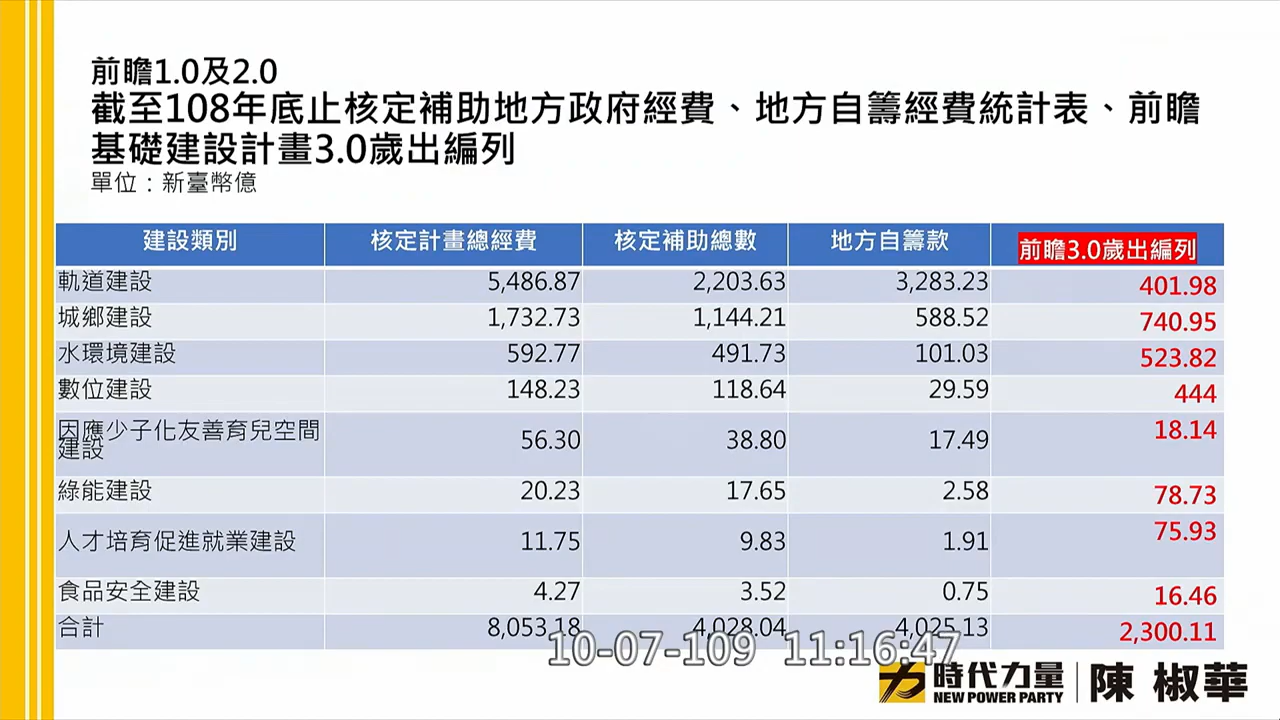 前瞻1.0及2.0
截至108年底止核定補助地方政府經費、地方自籌經費統計表、前瞻
基礎建設計畫3.0歲出編列
單位：新臺幣億
建設類別 核定計畫總經費 核定補助總數 地方自籌款 前瞻3.0歲出編列
軌道建設 5,486.87 2,203.63 3,283.23 401.98
城鄉建設 1,732.73 1,144.21 588.52 740.95
水環境建設 592.77 491.73 101.03 523.82
數位建設 148.23 118.64 29.59 444
因應少子化友善育兒空間
建設 56.30 38.80 17.49 18.14
綠能建設 20.23 17.65 2.58 78.73
人才培育促進就業建設 11.75 9.83 1.91 75.93
食品安全建設 4.27 3.52 0.75 16.46
合計 8,053.18 4,028.04 4,025.13 2,300.11
10-07-109 11:16:47
時代力量 陳椒華
NEW POWER PARTY